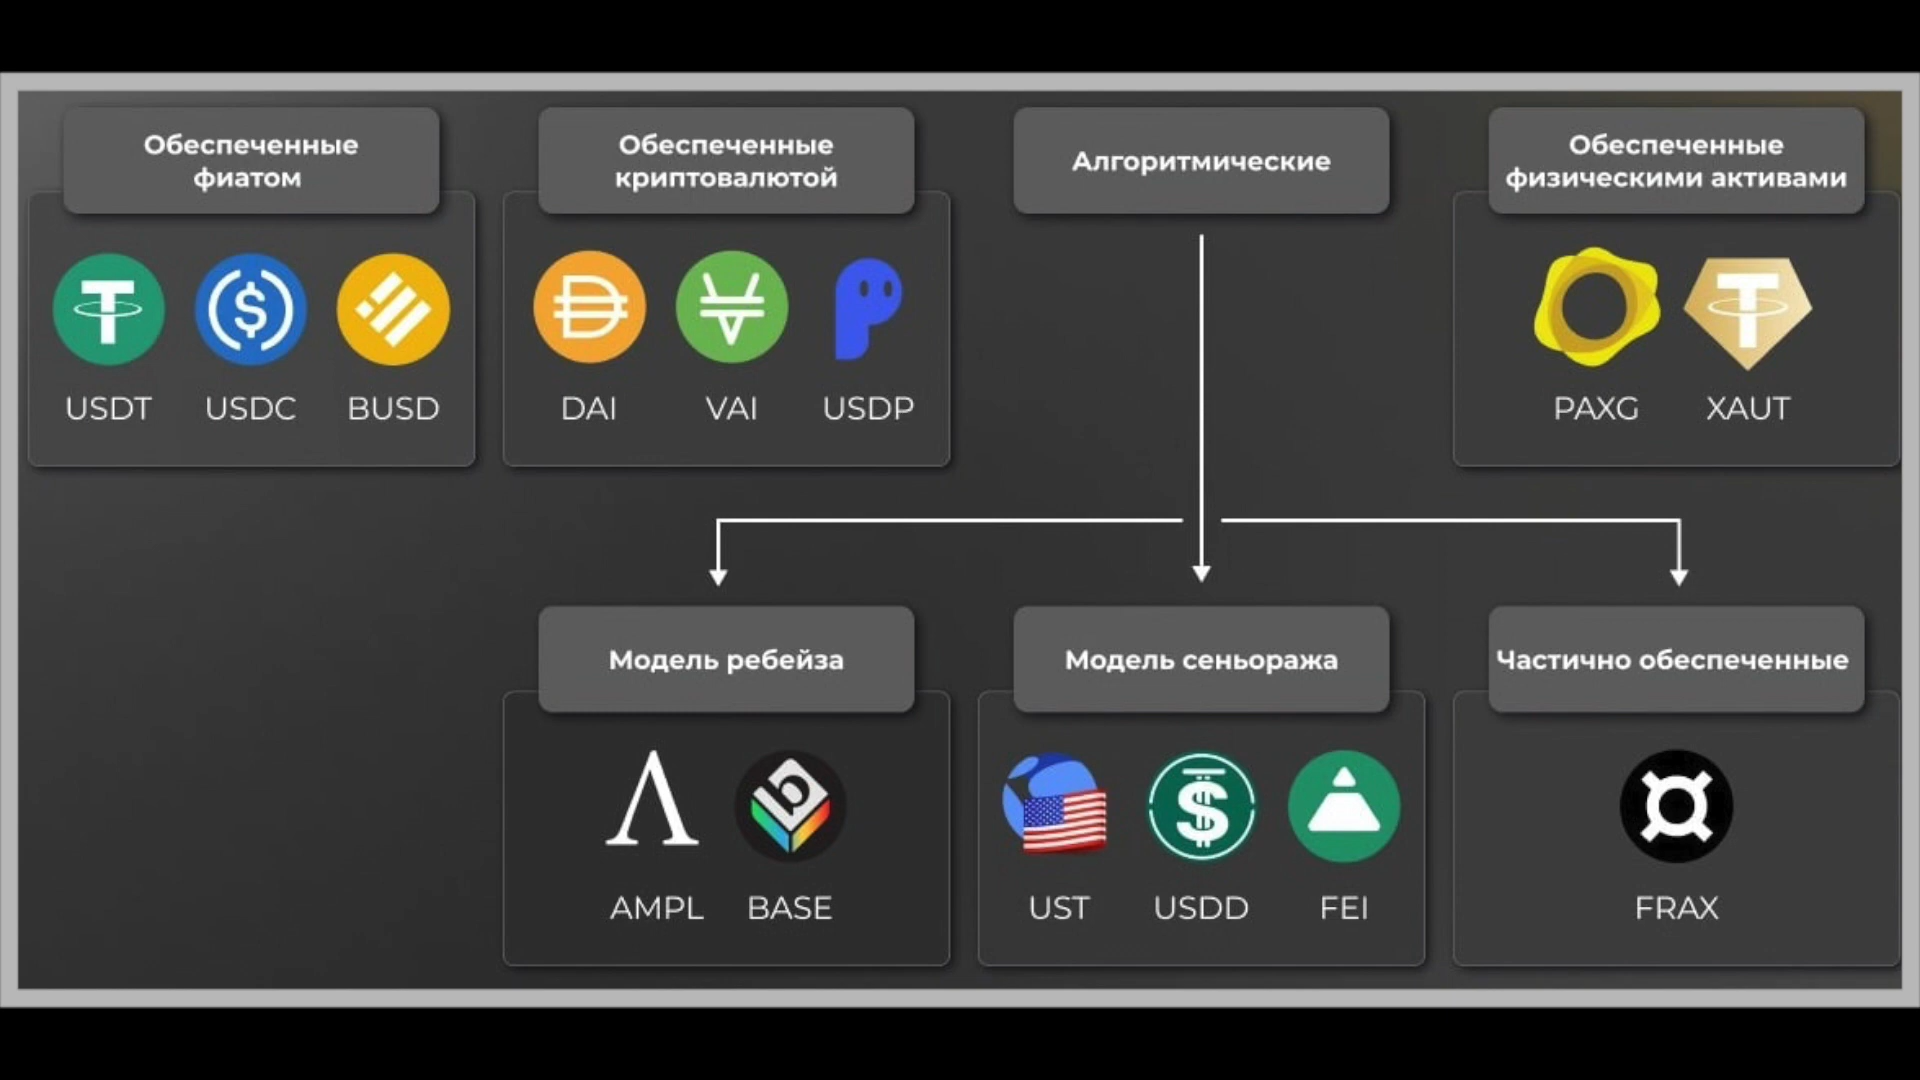 Обеспеченные
фиатом
Обеспеченные
криптовалютой
Алгоритмические
Обеспеченные
физическими активами
USDT
USDC
BUSD
DAI
VAI
USDP
PAXG
XAUT
Модель ребейза
Модель сеньоража
Частично обеспеченные
AMPL
BASE
UST
USDD
FEI
FRAX